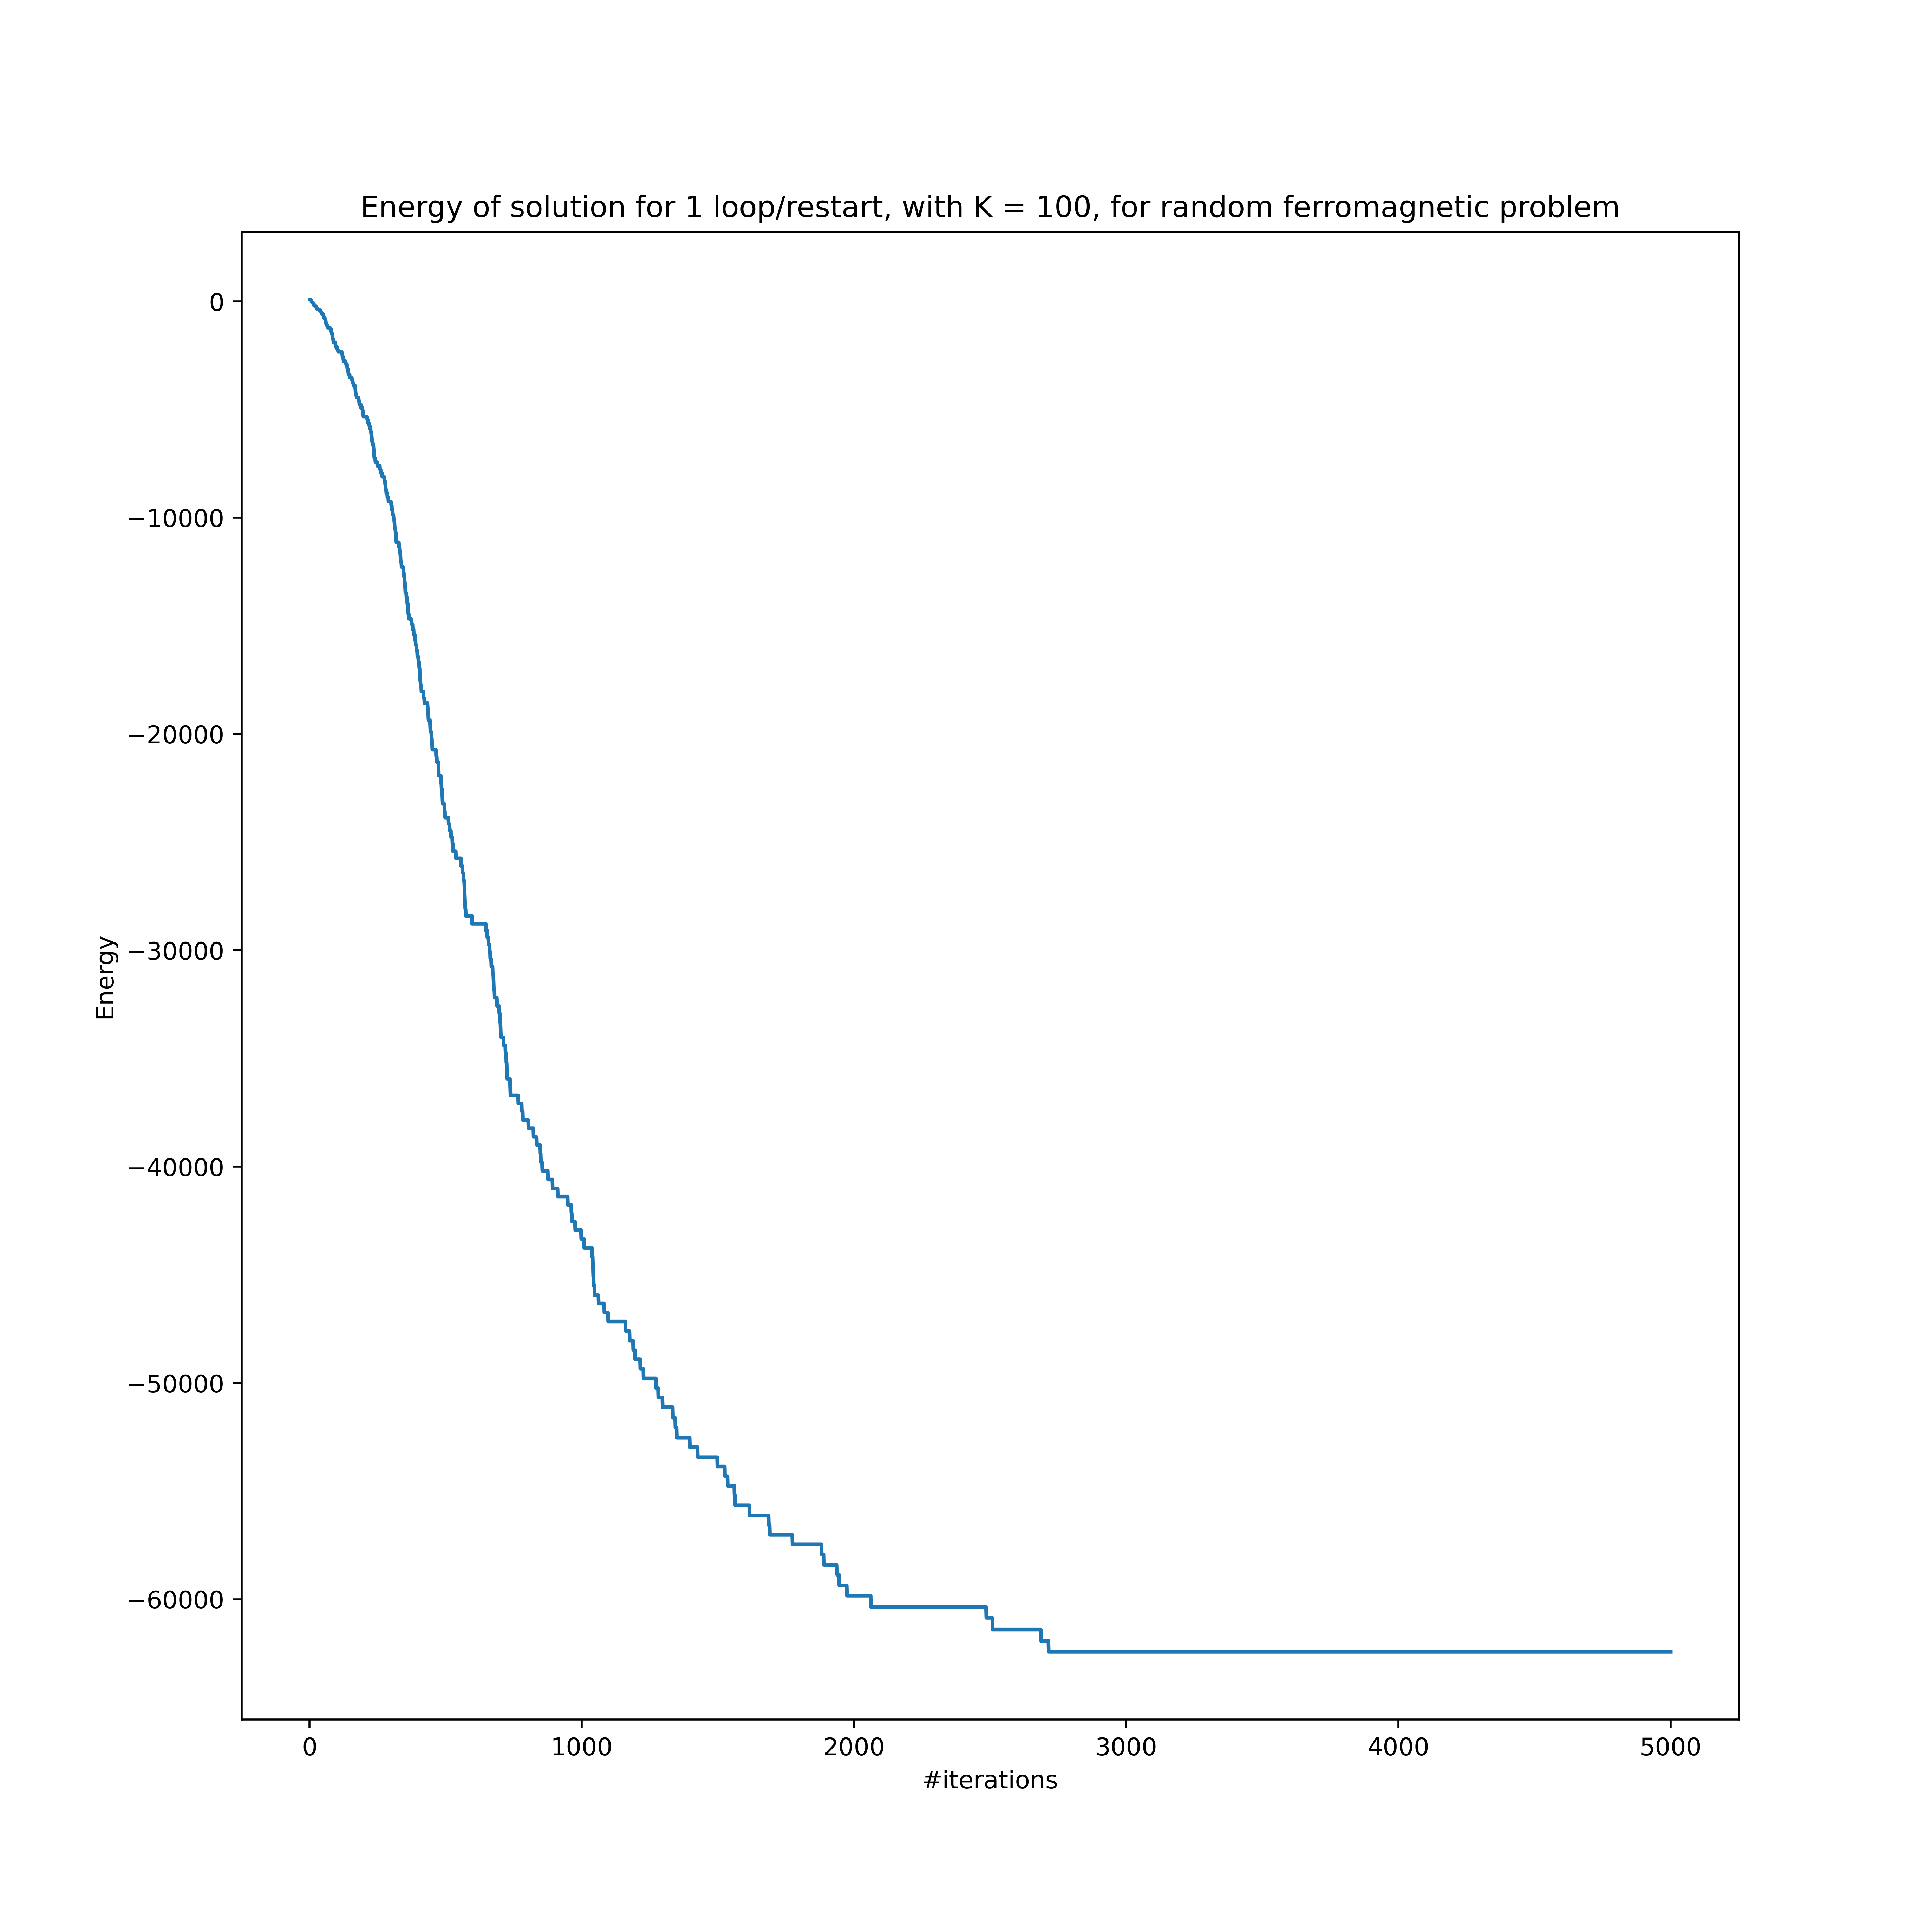 Energy of solution for 1 loop/restart, with K = 100, for random ferromagnetic problem
0
−10000
−20000
−30000
−40000
−50000
−60000
Energy
0 1000 2000 3000 4000 5000
#iterations